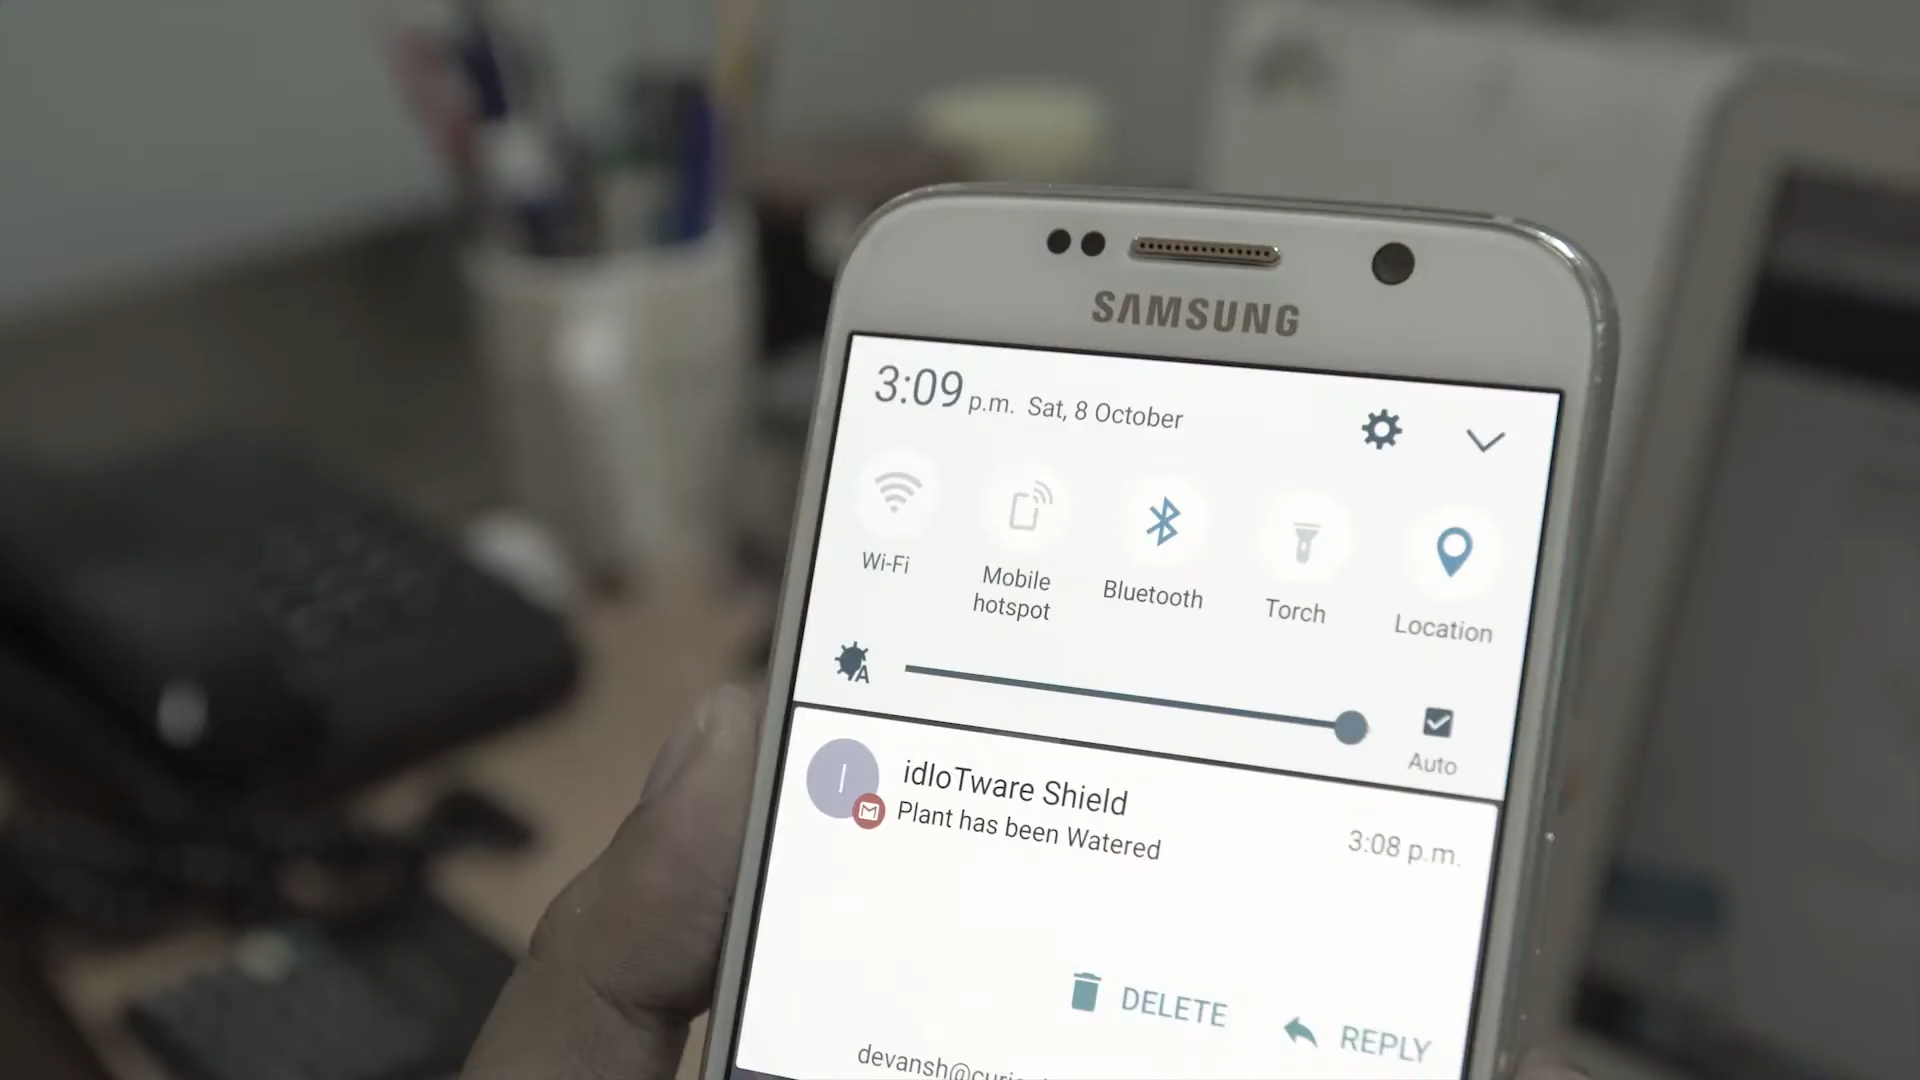 SAMSUNG
3:09 p.m. Sat, 8 October
Wi-Fi
Mobile
hotspot
Bluetooth
Torch
Location
A
Auto
I
idIoTware Shield
Plant has been Watered
3:08 p.m.
DELETE
REPLY